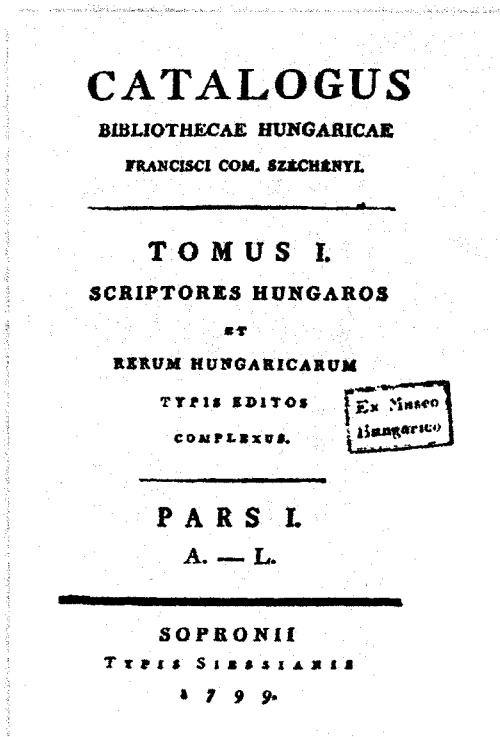 CATALOGUS
BIBLIOTHECAE HUNGARICAE
FRANCISCI COM. SZÉCHÉNYI.
TOMUS I.
SCRIPTORES HUNGAROS
ET
RERUM HUNGARICARUM
TYPIS EDITOS
COMPLEXUS.
Ex Museo
Hungarico
PARS I.
A. — L.
SOPRONII
TYPIS SIESSIANIS
1799.